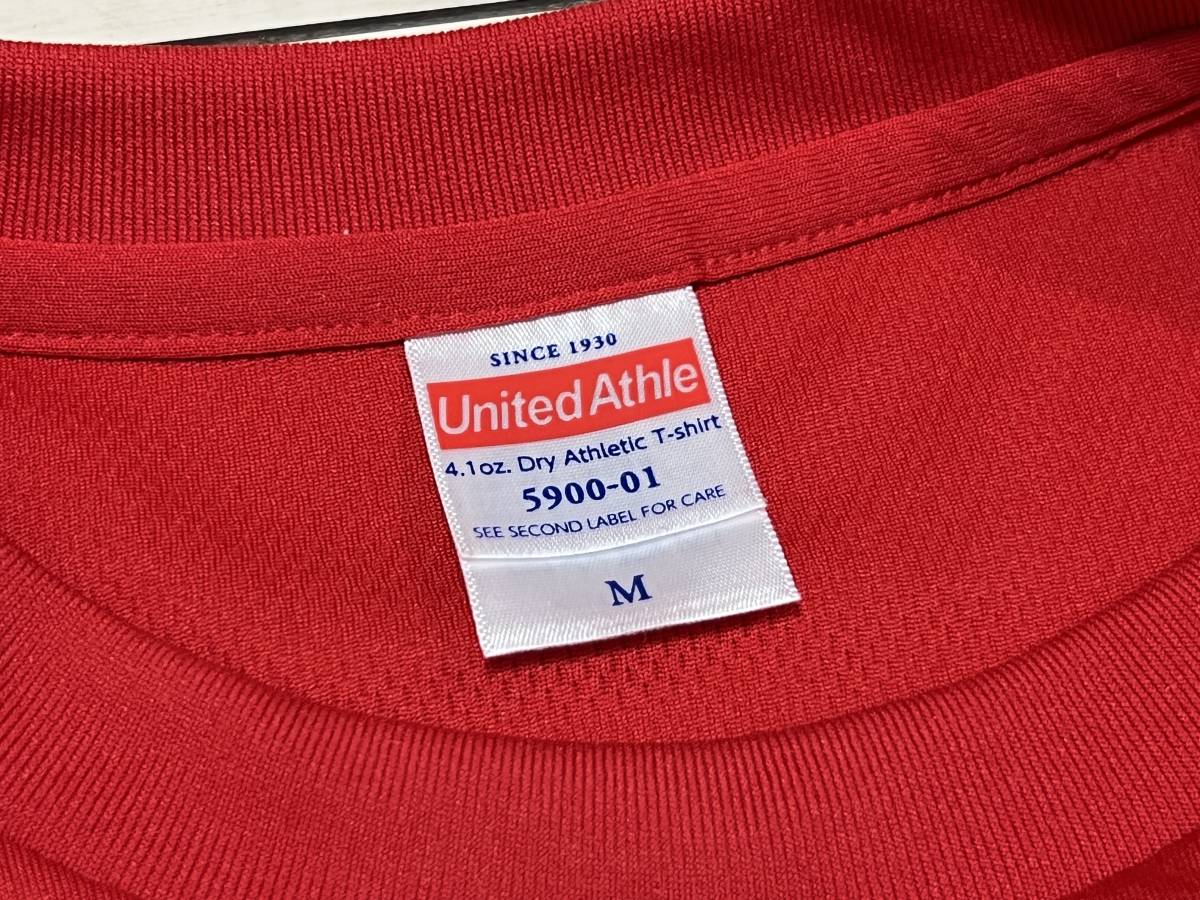 SINCE 1930
United Athle
4.1oz. Dry Athletic T-shirt
5900-01
SEE SECOND LABEL FOR CARE
M